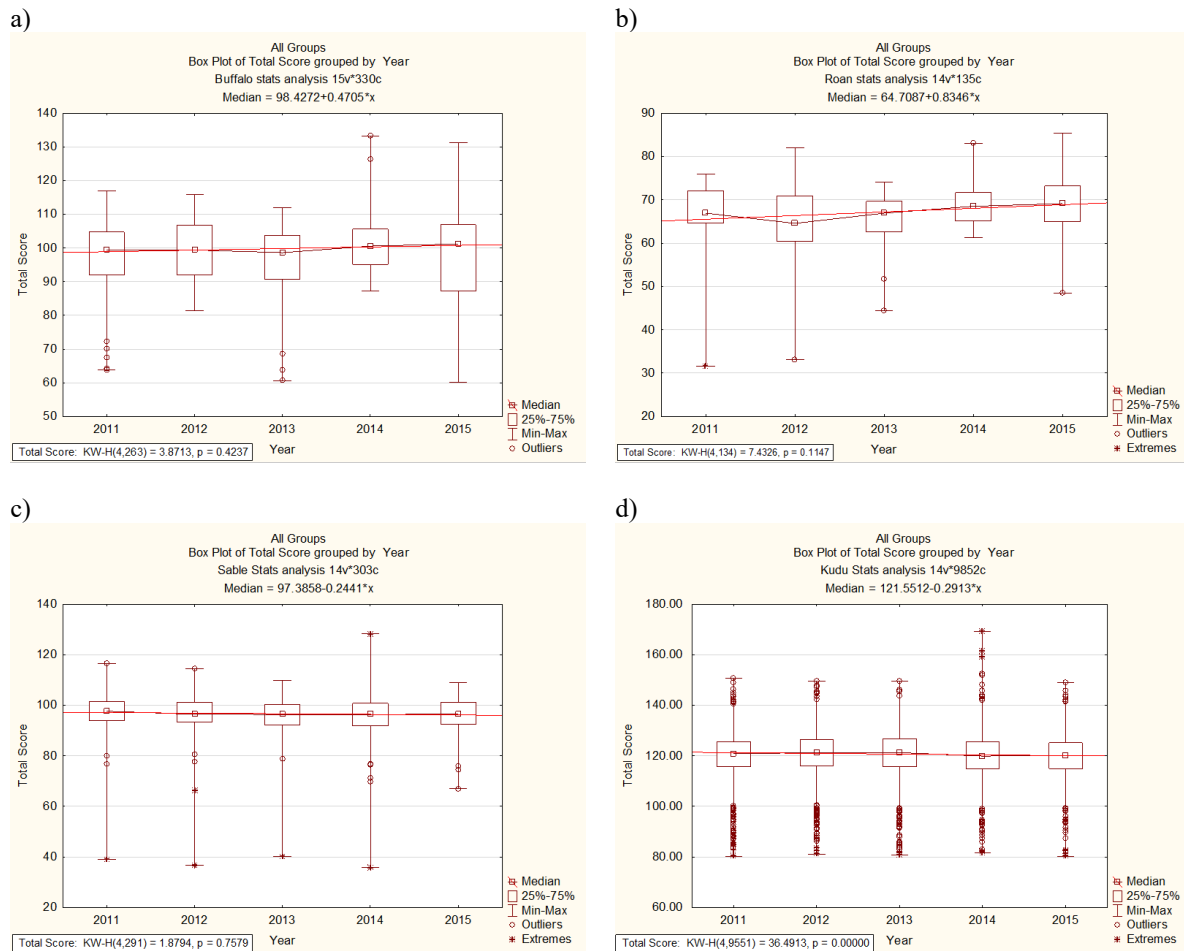 a)
All Groups
Box Plot of Total Score grouped by Year
Buffalo stats analysis 15v*330c
Median = 98.4272+0.4705*x
140
130
120
110
100
90
80
70
60
50
Total Score
2011 2012 2013 2014 2015
Year
Median
25%-75%
Min-Max
Outliers
Total Score: KW-H(4,263) = 3.8713, p = 0.4237
b)
All Groups
Box Plot of Total Score grouped by Year
Roan stats analysis 14v*135c
Median = 64.7087+0.8346*x
90
80
70
60
50
40
30
20
Total Score
2011 2012 2013 2014 2015
Year
Median
25%-75%
Min-Max
Outliers
Extremes
Total Score: KW-H(4,134) = 7.4326, p = 0.1147
c)
All Groups
Box Plot of Total Score grouped by Year
Sable Stats analysis 14v*303c
Median = 97.3858-0.2441*x
140
120
100
80
60
40
20
Total Score
2011 2012 2013 2014 2015
Year
Median
25%-75%
Min-Max
Outliers
Extremes
Total Score: KW-H(4,291) = 1.8794, p = 0.7579
d)
All Groups
Box Plot of Total Score grouped by Year
Kudu Stats analysis 14v*9852c
Median = 121.5512-0.2913*x
180.00
160.00
140.00
120.00
100.00
80.00
60.00
Total Score
2011 2012 2013 2014 2015
Year
Median
25%-75%
Min-Max
Outliers
Extremes
Total Score: KW-H(4,9551) = 36.4913, p = 0.00000